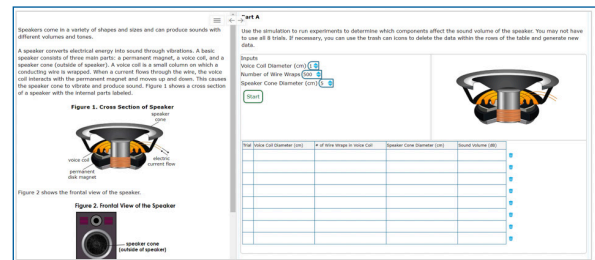 Speakers come in a variety of shapes and sizes and can produce sounds with
different volumes and tones.
A speaker converts electrical energy into sound through vibrations. A basic
speaker consists of three main parts: a permanent magnet, a voice coil, and a
speaker cone (outside of speaker). A voice coil is a small column on which a
conducting wire is wrapped. When a current flows through the wire, the voice
coil interacts with the permanent magnet and moves up and down. This causes
the speaker cone to vibrate and produce sound. Figure 1 shows a cross section
of a speaker with the internal parts labeled.
Figure 1. Cross Section of Speaker
speaker
cone
voice coil
electric
current flow
permanent
disk magnet
Figure 2 shows the frontal view of the speaker.
Figure 2. Frontal View of the Speaker
speaker cone
(outside of speaker)
Part A
Use the simulation to run experiments to determine which components affect the sound volume of the speaker. You may not have
to use all 8 trials. If necessary, you can use the trash can icons to delete the data within the rows of the table and generate new
data.
Inputs
Voice Coil Diameter (cm) 1
Number of Wire Wraps 500
Speaker Cone Diameter (cm) 5
Start
Trial Voice Coil Diameter (cm) # of Wire Wraps in Voice Coil Speaker Cone Diameter (cm) Sound Volume (dB)